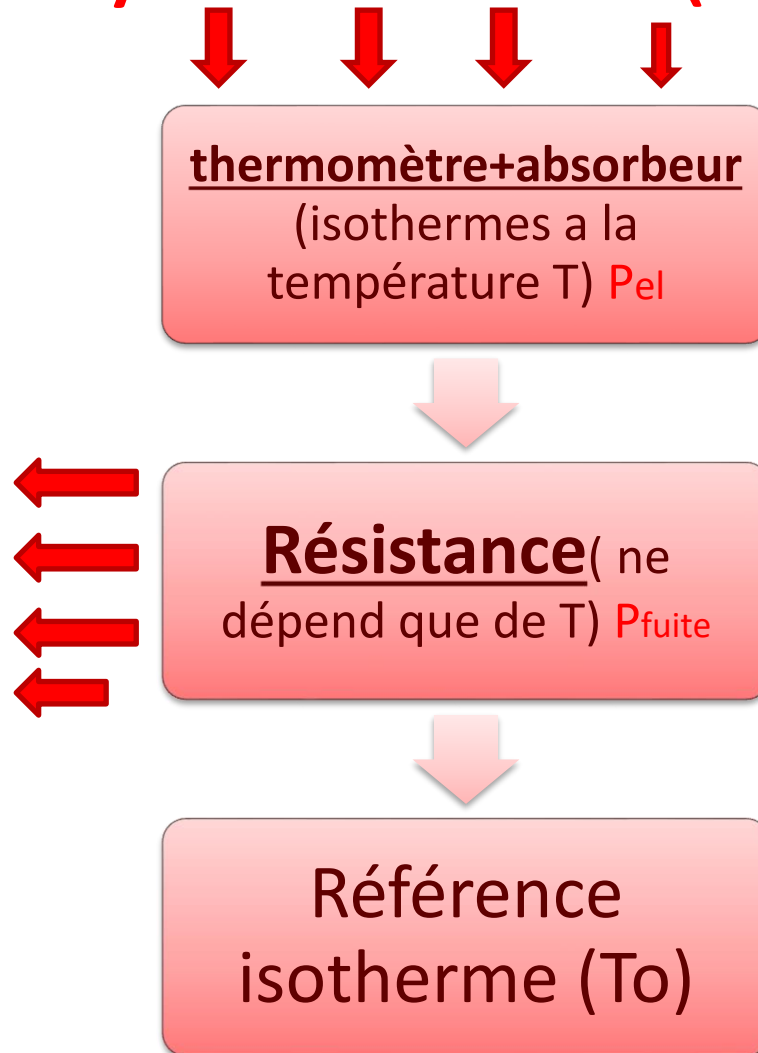 thermomètre+absorbeur
(isothermes a la
température T) Pel
Résistance( ne
dépend que de T) Pfuite
Référence
isotherme (To)